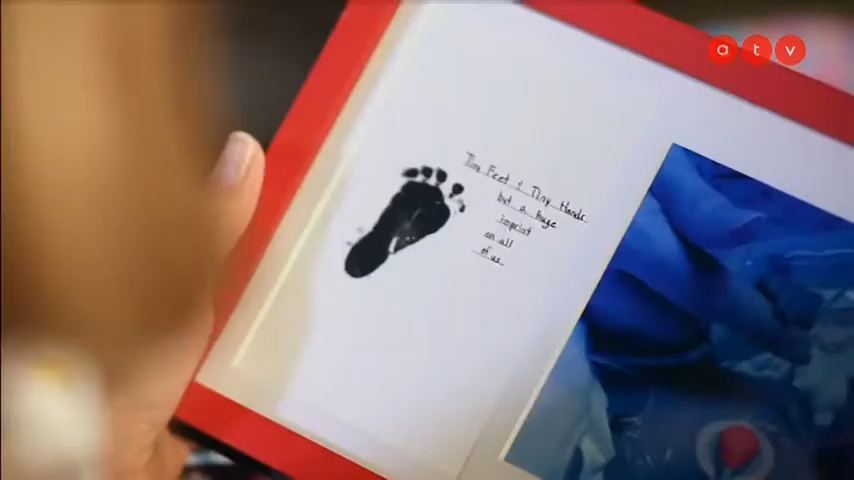 atv
Tiny Feet & Tiny Hands
but a huge
imprint
on all
of us